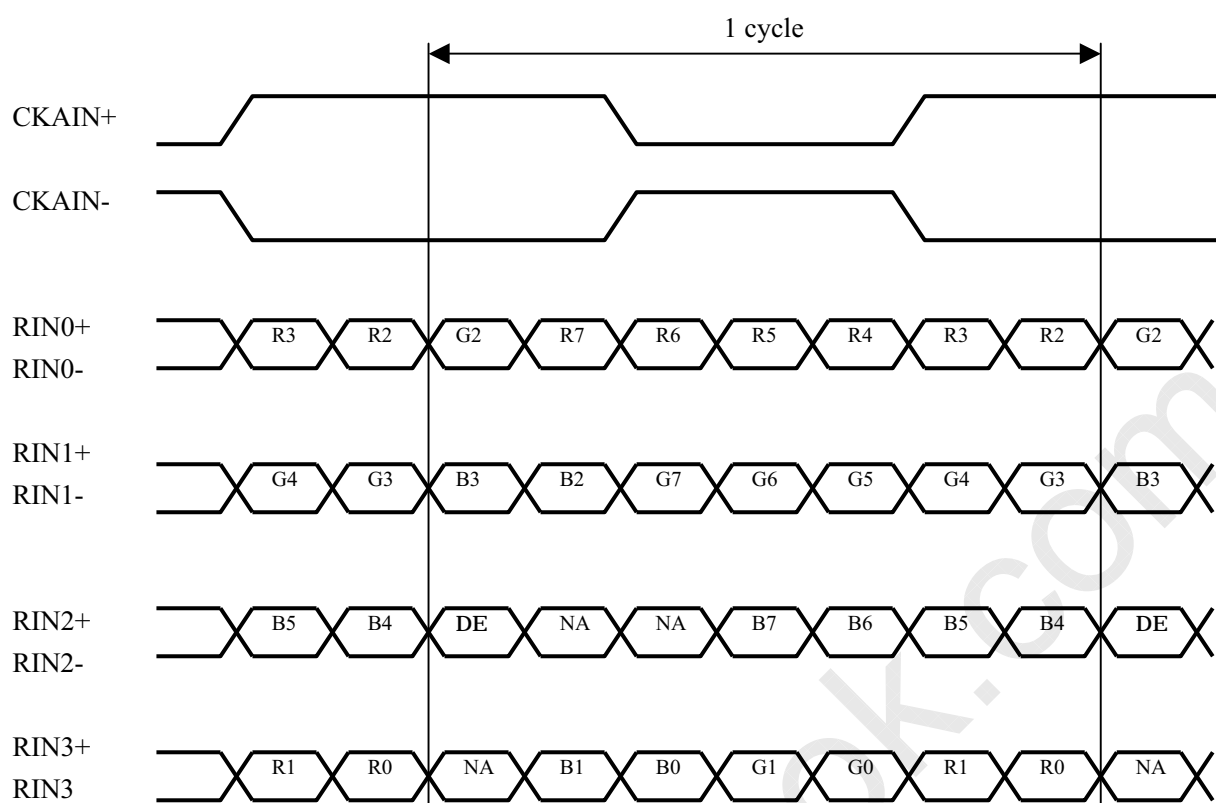 1 cycle
CKAIN+
CKAIN-
RIN0+
R3 R2 G2 R7 R6 R5 R4 R3 R2 G2
RIN0-
RIN1+
G4 G3 B3 B2 G7 G6 G5 G4 G3 B3
RIN1-
RIN2+
B5 B4 DE NA NA B7 B6 B5 B4 DE
RIN2-
RIN3+
R1 R0 NA B1 B0 G1 G0 R1 R0 NA
RIN3
ok.com